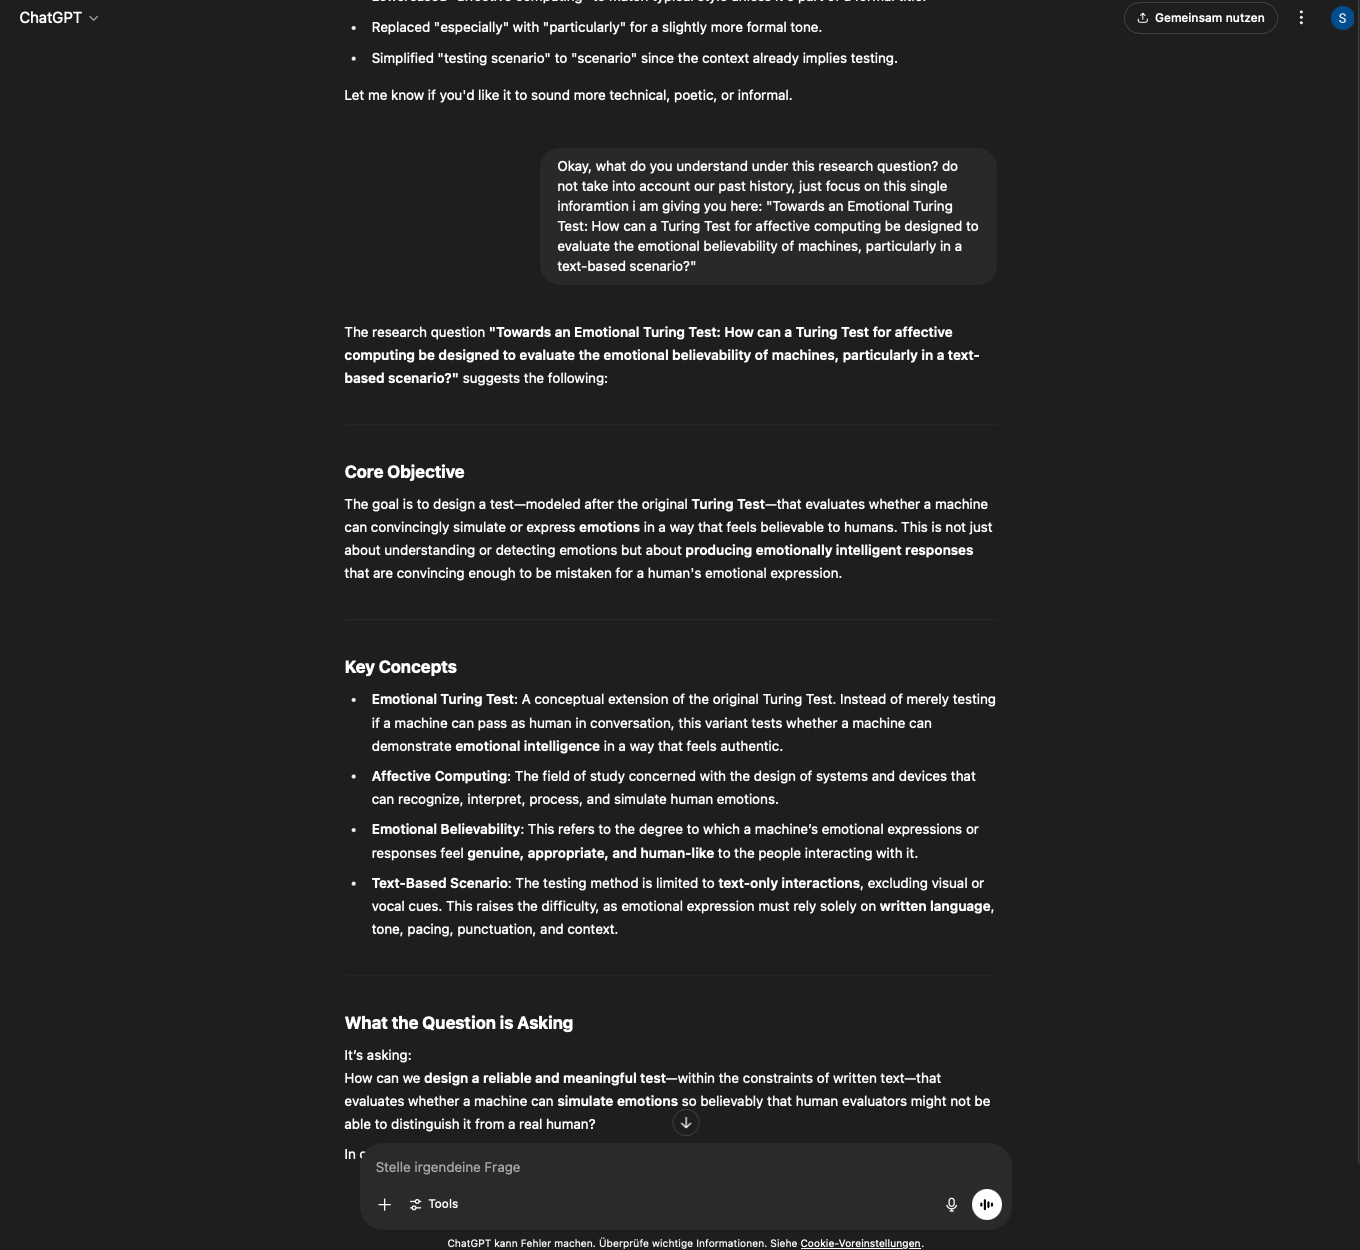 ChatGPT
Gemeinsam nutzen
S
• Replaced "especially" with "particularly" for a slightly more formal tone.
• Simplified "testing scenario" to "scenario" since the context already implies testing.
Let me know if you'd like it to sound more technical, poetic, or informal.
Okay, what do you understand under this research question? do
not take into account our past history, just focus on this single
inforamtion i am giving you here: "Towards an Emotional Turing
Test: How can a Turing Test for affective computing be designed to
evaluate the emotional believability of machines, particularly in a
text-based scenario?"
The research question "Towards an Emotional Turing Test: How can a Turing Test for affective
computing be designed to evaluate the emotional believability of machines, particularly in a text-
based scenario?" suggests the following:
Core Objective
The goal is to design a test—modeled after the original Turing Test—that evaluates whether a machine
can convincingly simulate or express emotions in a way that feels believable to humans. This is not just
about understanding or detecting emotions but about producing emotionally intelligent responses
that are convincing enough to be mistaken for a human's emotional expression.
Key Concepts
• Emotional Turing Test: A conceptual extension of the original Turing Test. Instead of merely testing
if a machine can pass as human in conversation, this variant tests whether a machine can
demonstrate emotional intelligence in a way that feels authentic.
• Affective Computing: The field of study concerned with the design of systems and devices that
can recognize, interpret, process, and simulate human emotions.
• Emotional Believability: This refers to the degree to which a machine's emotional expressions or
responses feel genuine, appropriate, and human-like to the people interacting with it.
• Text-Based Scenario: The testing method is limited to text-only interactions, excluding visual or
vocal cues. This raises the difficulty, as emotional expression must rely solely on written language,
tone, pacing, punctuation, and context.
What the Question is Asking
It's asking:
How can we design a reliable and meaningful test—within the constraints of written text—that
evaluates whether a machine can simulate emotions so believably that human evaluators might not be
able to distinguish it from a real human?
In
Stelle irgendeine Frage
Tools
ChatGPT kann Fehler machen. Überprüfe wichtige Informationen. Siehe Cookie-Voreinstellungen.